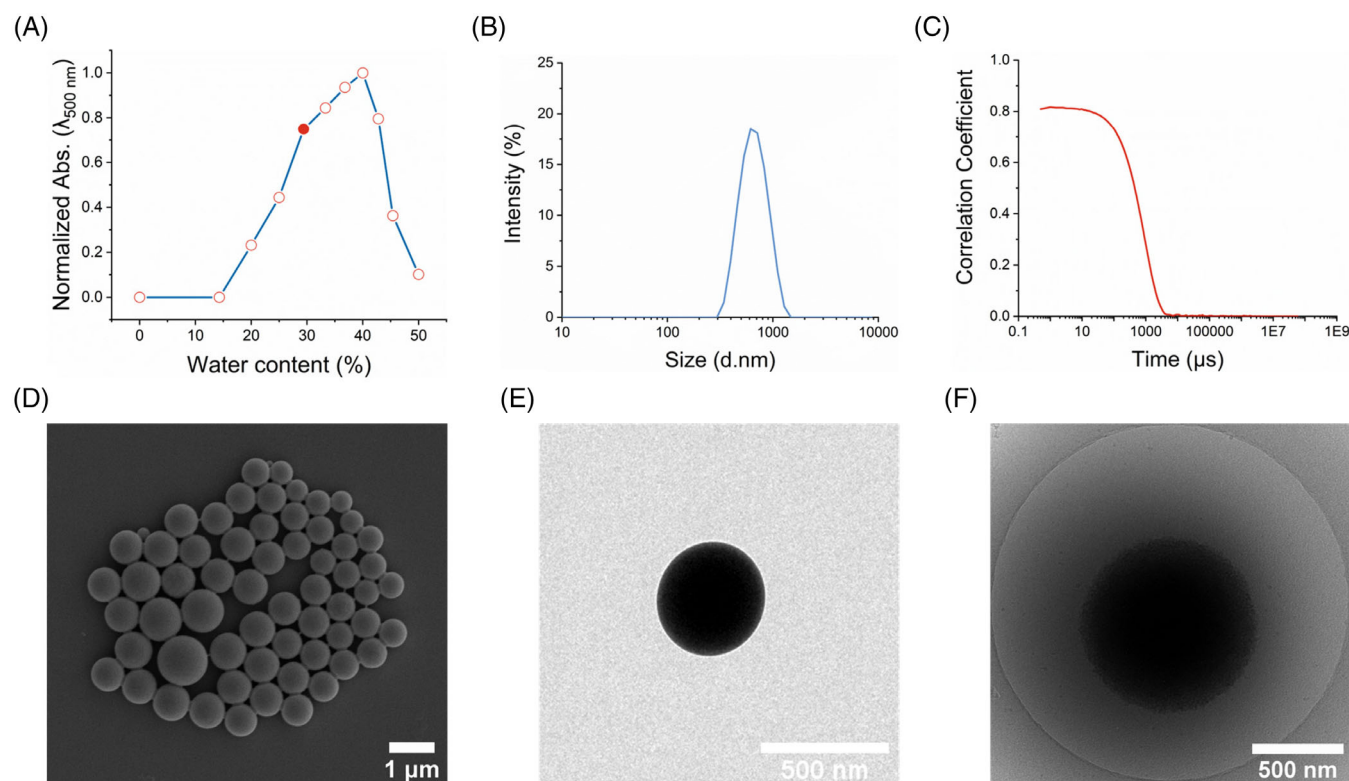 (A)
Normalized Abs. (λ500 nm)
1.0
0.8
0.6
0.4
0.2
0.0
0
10
20
30
40
50
Water content (%)
(B)
Intensity (%)
25
20
15
10
5
0
10
100
1000
10000
Size (d.nm)
(C)
Correlation Coefficient
1.0
0.8
0.6
0.4
0.2
0.0
0.1
10
1000
100000
1E7
1E9
Time (μs)
(D)
1 μm
(E)
500 nm
(F)
500 nm